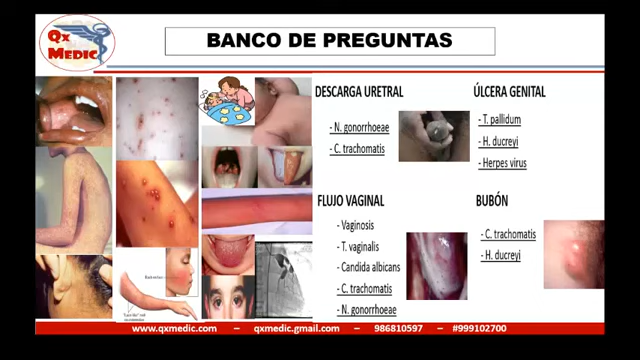 Qx
MEDIC
BANCO DE PREGUNTAS
DESCARGA URETRAL
- N. gonorrhoeae
- C. trachomatis
ÚLCERA GENITAL
- T. pallidum
- H. ducreyi
- Herpes virus
FLUJO VAGINAL
- Vaginosis
- T. vaginalis
- Candida albicans
- C. trachomatis
- N. gonorrhoeae
BUBÓN
- C. trachomatis
- H. ducreyi
www.qxmedic.com – qxmedic.gmail.com – 986810597 – #999102700